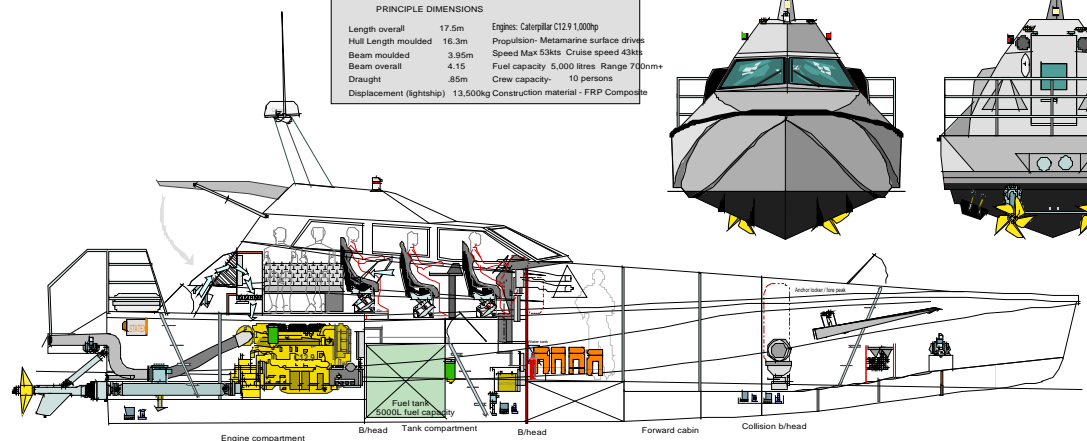 PRINCIPLE DIMENSIONS
Length overall 17.5m Engines: Caterpillar C12.9 1,000hp
Hull Length moulded 16.3m Propulsion- Metamarine surface drives
Beam moulded 3.95m Speed Max 53kts Cruise speed 43kts
Beam overall 4.15 Fuel capacity 5,000 litres Range 700nm+
Draught .85m Crew capacity- 10 persons
Displacement (lightship) 13,500kg Construction material - FRP Composite
Anchor locker / fore peak
Fuel tank
5000L fuel capacity
Engine compartment
B/head
Tank compartment
B/head
Forward cabin
Collision b/head